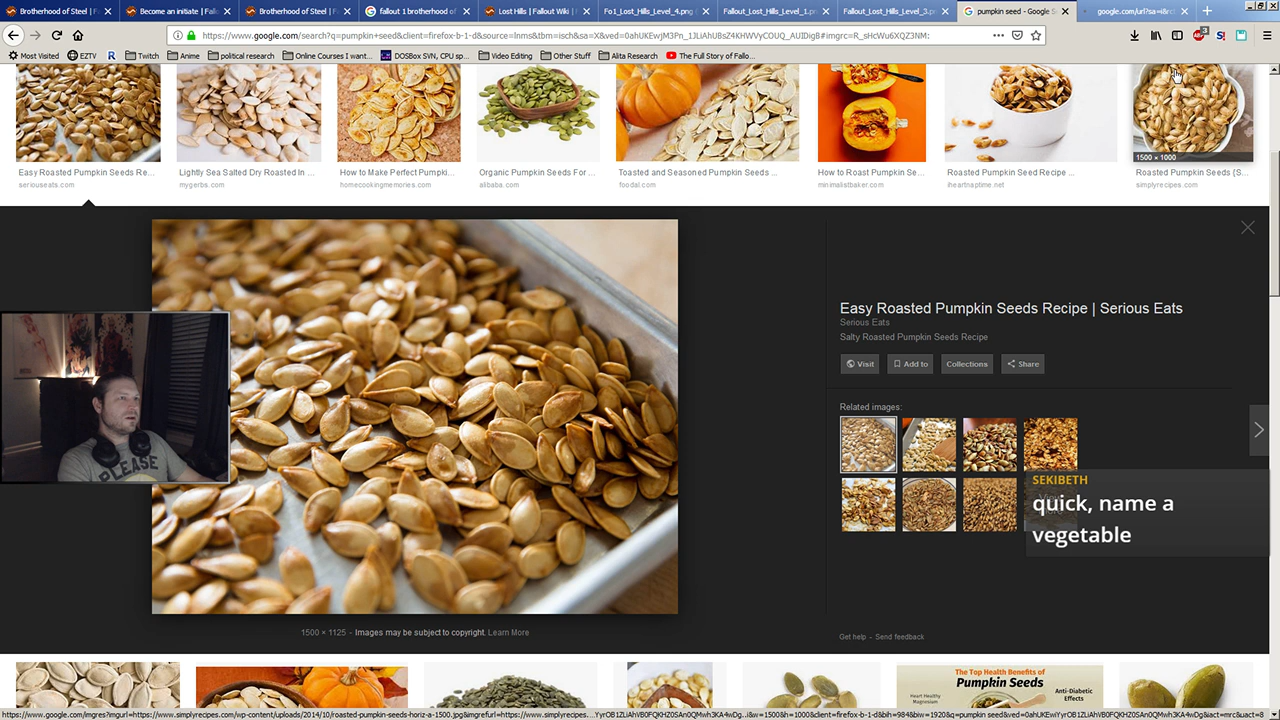 Brotherhood of Steel | F
Become an initiate | Fall
Brotherhood of Steel | F
fallout 1 brotherhood of
Lost Hills | Fallout Wiki | F
Fo1_Lost_Hills_Level_4.png (
Fallout_Lost_Hills_Level_1.p
Fallout_Lost_Hills_Level_3.p
pumpkin seed - Google S
google.com/url?sa=i&rc
Most Visited
EZTV
Twitch
Anime
political research
Online Courses I want...
DOSBox SVN, CPU sp...
Video Editing
Other Stuff
Alita Research
The Full Story of Fallo...
1500 × 1000
Easy Roasted Pumpkin Seeds Re...
seriouseats.com
Lightly Sea Salted Dry Roasted In ...
mygerbs.com
How to Make Perfect Pumpki...
homecookingmemories.com
Organic Pumpkin Seeds For ...
alibaba.com
Toasted and Seasoned Pumpkin Seeds ...
foodal.com
How to Roast Pumpkin Se...
minimalistbaker.com
Roasted Pumpkin Seed Recipe ...
iheartnaptime.net
Roasted Pumpkin Seeds {S...
simplyrecipes.com
Easy Roasted Pumpkin Seeds Recipe | Serious Eats
Serious Eats
Salty Roasted Pumpkin Seeds Recipe
Visit
Add to
Collections
Share
Related images:
PLEASE
SEKIBETH
quick, name a
vegetable
1500 × 1125 - Images may be subject to copyright. Learn More
Get help - Send feedback
The Top Health Benefits of
Pumpkin Seeds
Heart Healthy
Magnesium
Anti-Diabetic
Effects